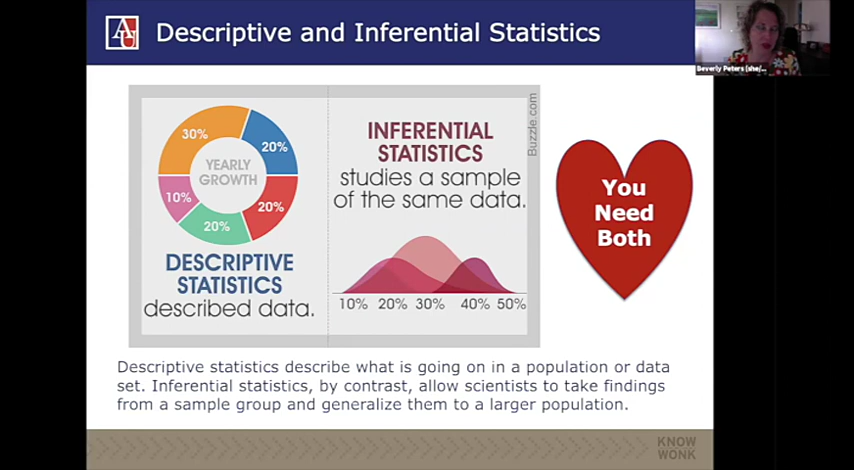 AU
Descriptive and Inferential Statistics
Beverly Peters (she/...
30%
20%
YEARLY
GROWTH
10%
20%
20%
DESCRIPTIVE
STATISTICS
described data.
INFERENTIAL
STATISTICS
studies a sample
of the same data.
10% 20% 30% 40% 50%
Buzzle.com
You
Need
Both
Descriptive statistics describe what is going on in a population or data
set. Inferential statistics, by contrast, allow scientists to take findings
from a sample group and generalize them to a larger population.
KNOW
WONK